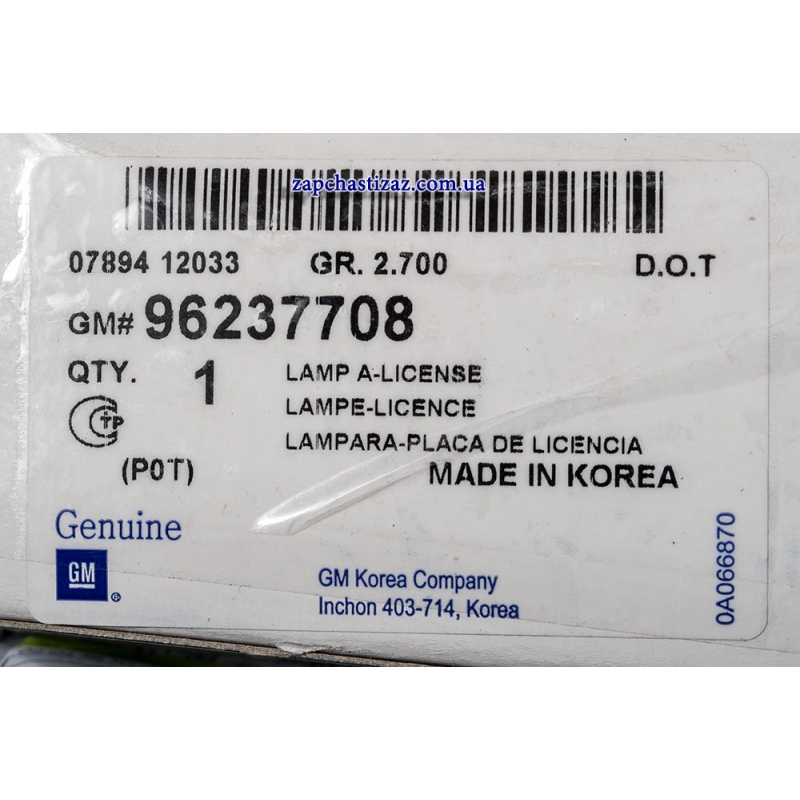 zapchastizaz.com.ua
07894 12033 GR. 2.700 D.O.T
GM# 96237708
QTY. 1 LAMP A-LICENSE
LAMPE-LICENCE
LAMPARA-PLACA DE LICENCIA
(P0T) MADE IN KOREA
Genuine
GM ®
GM Korea Company
Inchon 403-714, Korea
0A066870